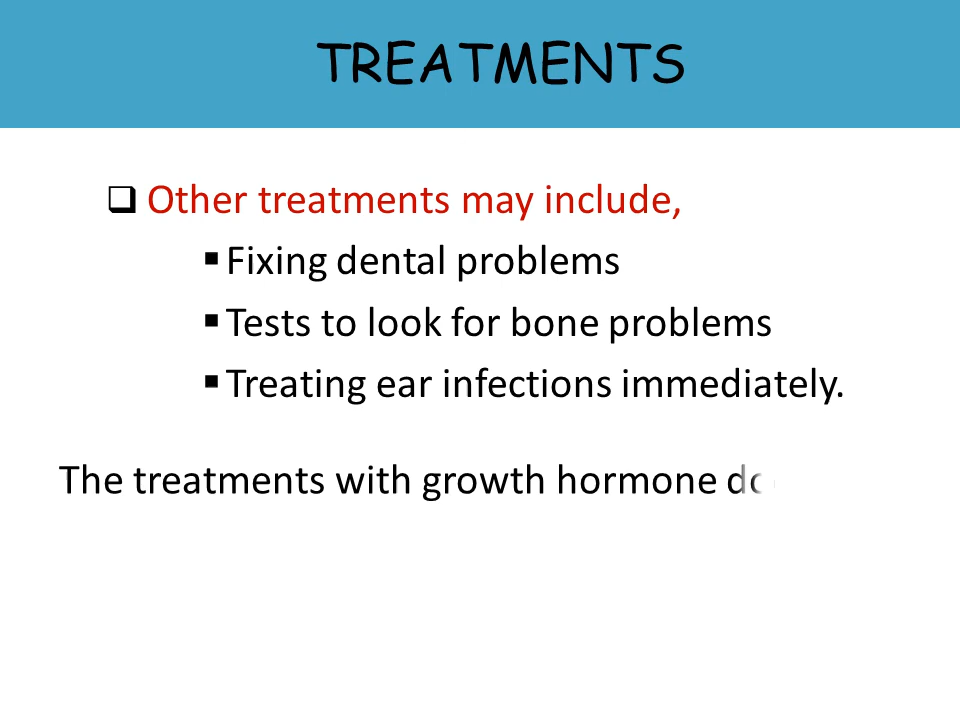 TREATMENTS
Other treatments may include,
Fixing dental problems
Tests to look for bone problems
Treating ear infections immediately.
The treatments with growth hormone